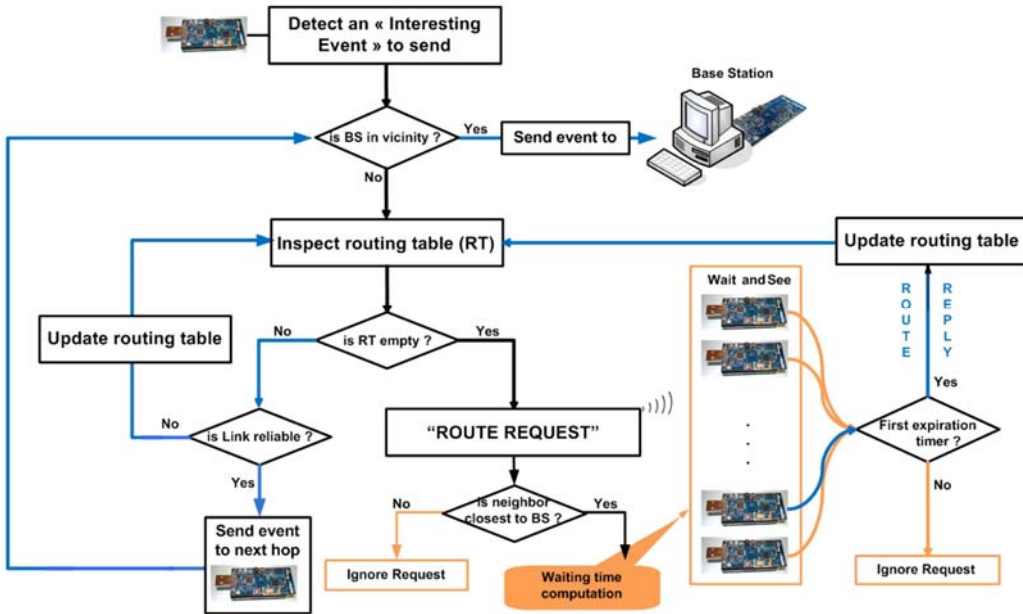 Detect an « Interesting
Event » to send
Base Station
is BS in vicinity ?
Yes
Send event to
No
Inspect routing table (RT)
Update routing table
Wait and See
ROUTE
REPLY
Update routing table
No
is RT empty ?
Yes
Yes
No
is Link reliable ?
“ROUTE REQUEST”
First expiration
timer ?
Yes
No
Send event
to next hop
No
is neighbor
closest to BS ?
Yes
Ignore Request
Waiting time
computation
Ignore Request